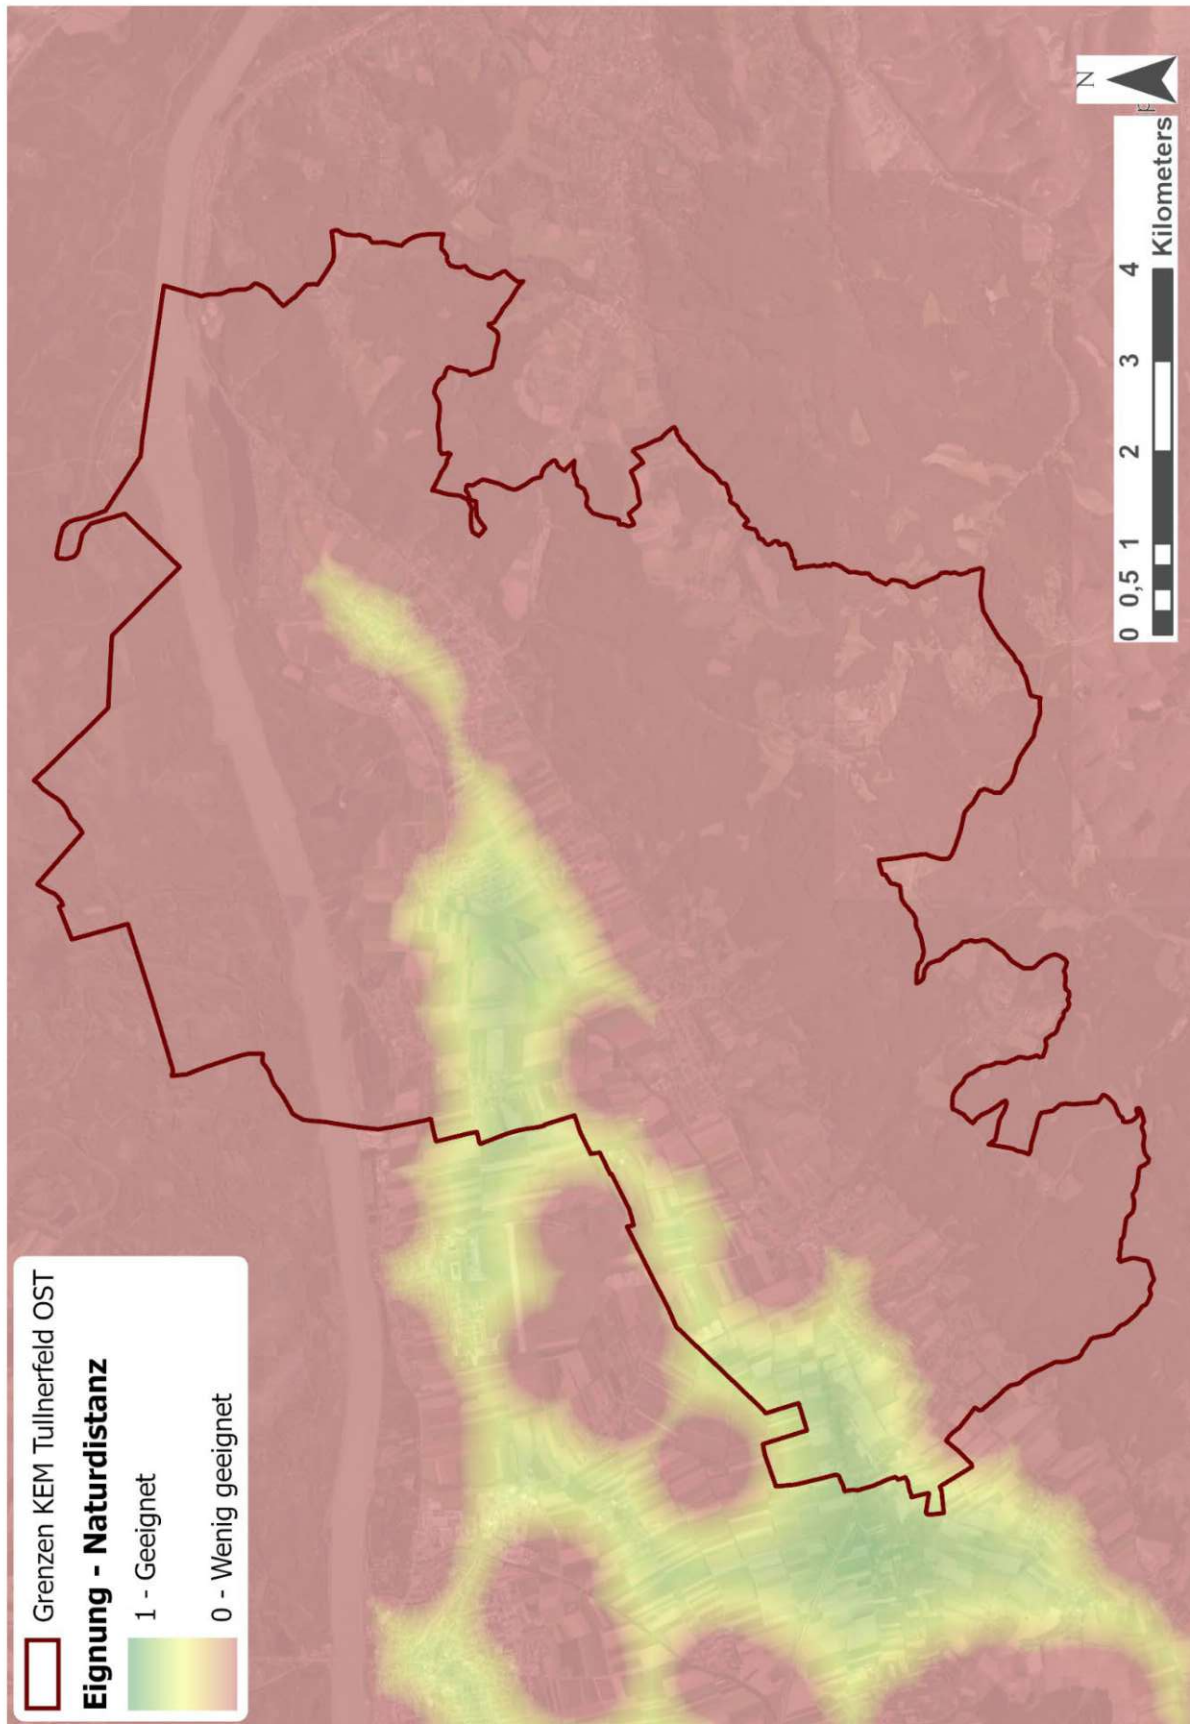 Grenzen KEM Tullnerfeld OST
Eignung - Naturdistanz
1 - Geeignet
0 - Wenig geeignet
N
0 0,5 1 2 3 4
Kilometers